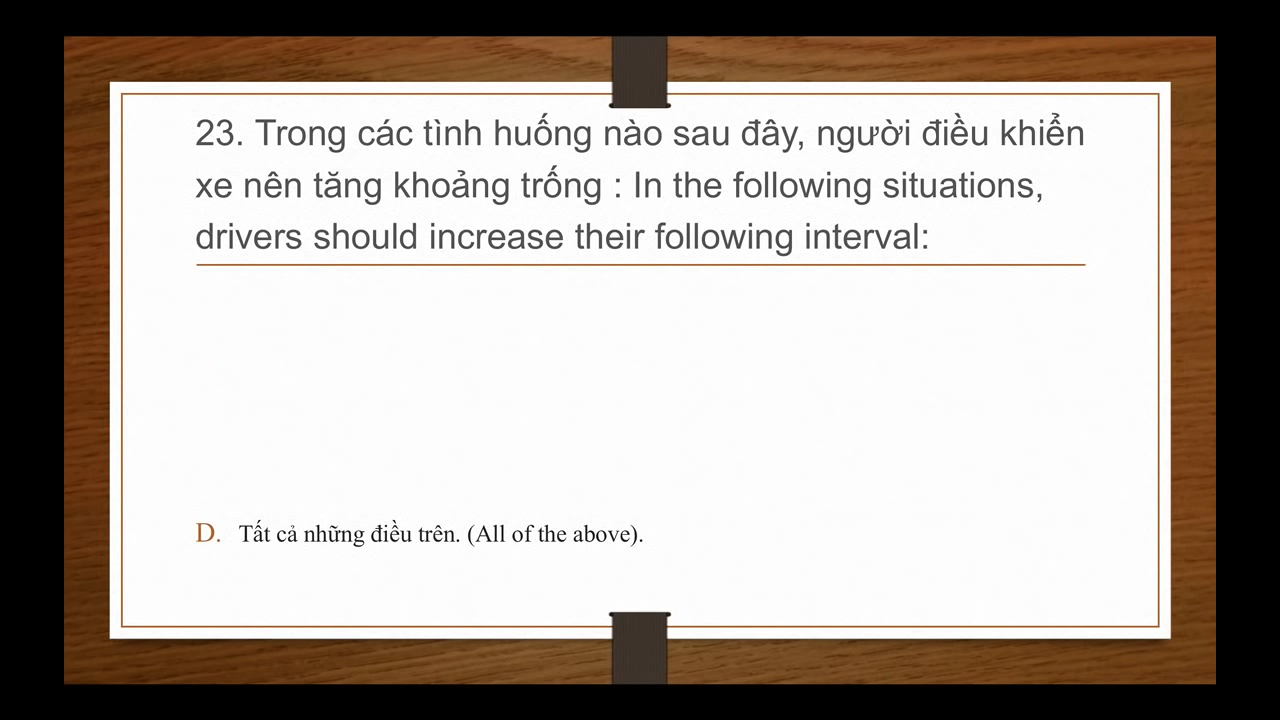 23. Trong các tình huống nào sau đây, người điều khiển
xe nên tăng khoảng trống : In the following situations,
drivers should increase their following interval:
D. Tất cả những điều trên. (All of the above).